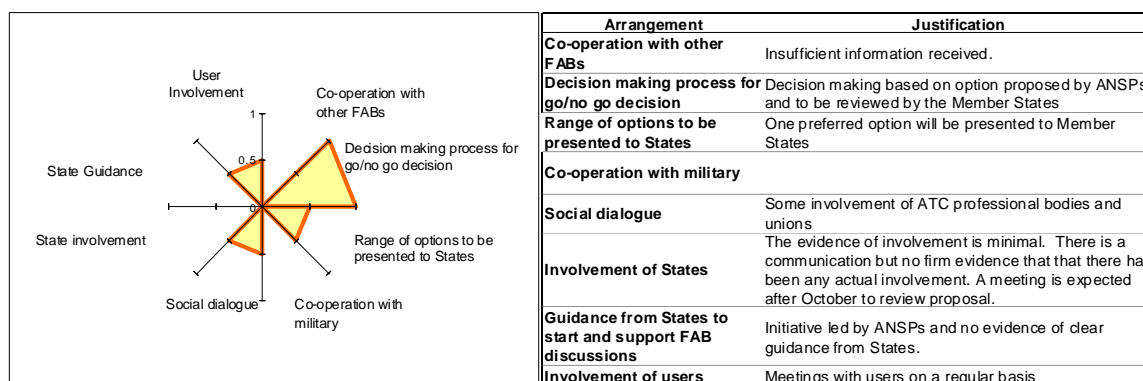 User
Involvement
Co-operation with
other FABs
1
Decision making process for
go/no go decision
0.5
State Guidance
0
State involvement
Range of options to be
presented to States
Social dialogue
Co-operation with
military
Arrangement Justification
Co-operation with other
FABs
Insufficient information received.
Decision making process for
go/no go decision
Decision making based on option proposed by ANSPs
and to be reviewed by the Member States
Range of options to be
presented to States
One preferred option will be presented to Member
States
Co-operation with military
Social dialogue
Some involvement of ATC professional bodies and
unions
Involvement of States
The evidence of involvement is minimal. There is a
communication but no firm evidence that that there ha
been any actual involvement. A meeting is expected
after October to review proposal.
Guidance from States to
start and support FAB
discussions
Initiative led by ANSPs and no evidence of clear
guidance from States.
Involvement of users
Meetings with users on a regular basis